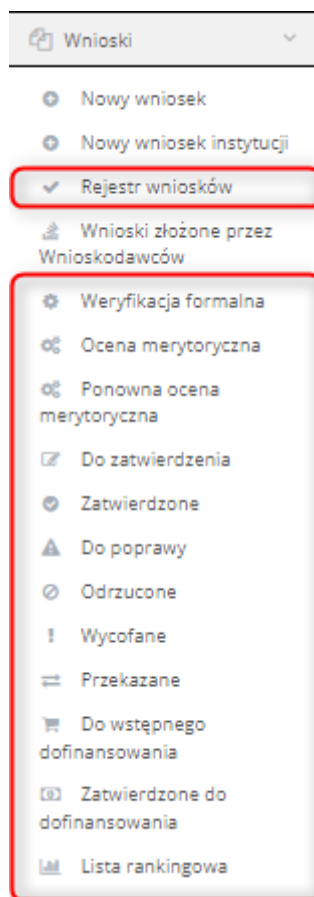 Wnioski
Nowy wniosek
Nowy wniosek instytucji
Rejestr wniosków
Wnioski złożone przez
Wnioskodawców
Weryfikacja formalna
Ocena merytoryczna
Ponowna ocena
merytoryczna
Do zatwierdzenia
Zatwierdzone
Do poprawy
Odrzucone
Wycofane
Przekazane
Do wstępnego
dofinansowania
Zatwierdzone do
dofinansowania
Lista rankingowa